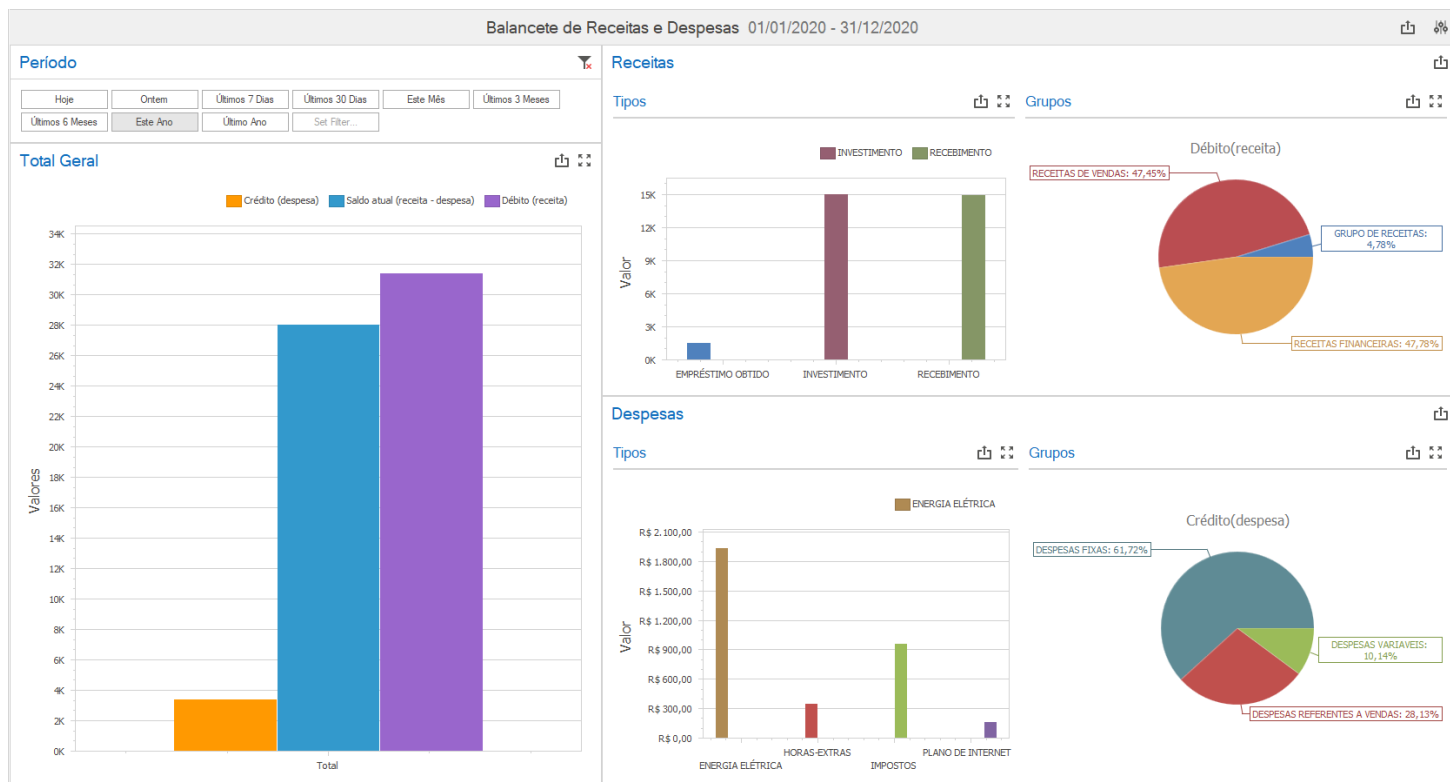 Balancete de Receitas e Despesas 01/01/2020 - 31/12/2020
Período
Hoje
Ontem
Últimos 7 Dias
Últimos 30 Dias
Este Mês
Últimos 3 Meses
Últimos 6 Meses
Este Ano
Último Ano
Set Filter...
Total Geral
Crédito (despesa)
Saldo atual (receita - despesa)
Débito (receita)
Valores
34K
32K
30K
28K
26K
24K
22K
20K
18K
16K
14K
12K
10K
8K
6K
4K
2K
0K
Total
Receitas
Tipos
INVESTIMENTO
RECEBIMENTO
Valor
15K
12K
9K
6K
3K
0K
EMPRÉSTIMO OBTIDO
INVESTIMENTO
RECEBIMENTO
Grupos
Débito(receita)
RECEITAS DE VENDAS: 47,45%
GRUPO DE RECEITAS:
4,78%
RECEITAS FINANCEIRAS: 47,78%
Despesas
Tipos
ENERGIA ELÉTRICA
Valor
R$ 2.100,00
R$ 1.800,00
R$ 1.500,00
R$ 1.200,00
R$ 900,00
R$ 600,00
R$ 300,00
R$ 0,00
ENERGIA ELÉTRICA
HORAS-EXTRAS
IMPOSTOS
PLANO DE INTERNET
Grupos
Crédito(despesa)
DESPESAS FIXAS: 61,72%
DESPESAS VARIAVEIS:
10,14%
DESPESAS REFERENTES A VENDAS: 28,13%